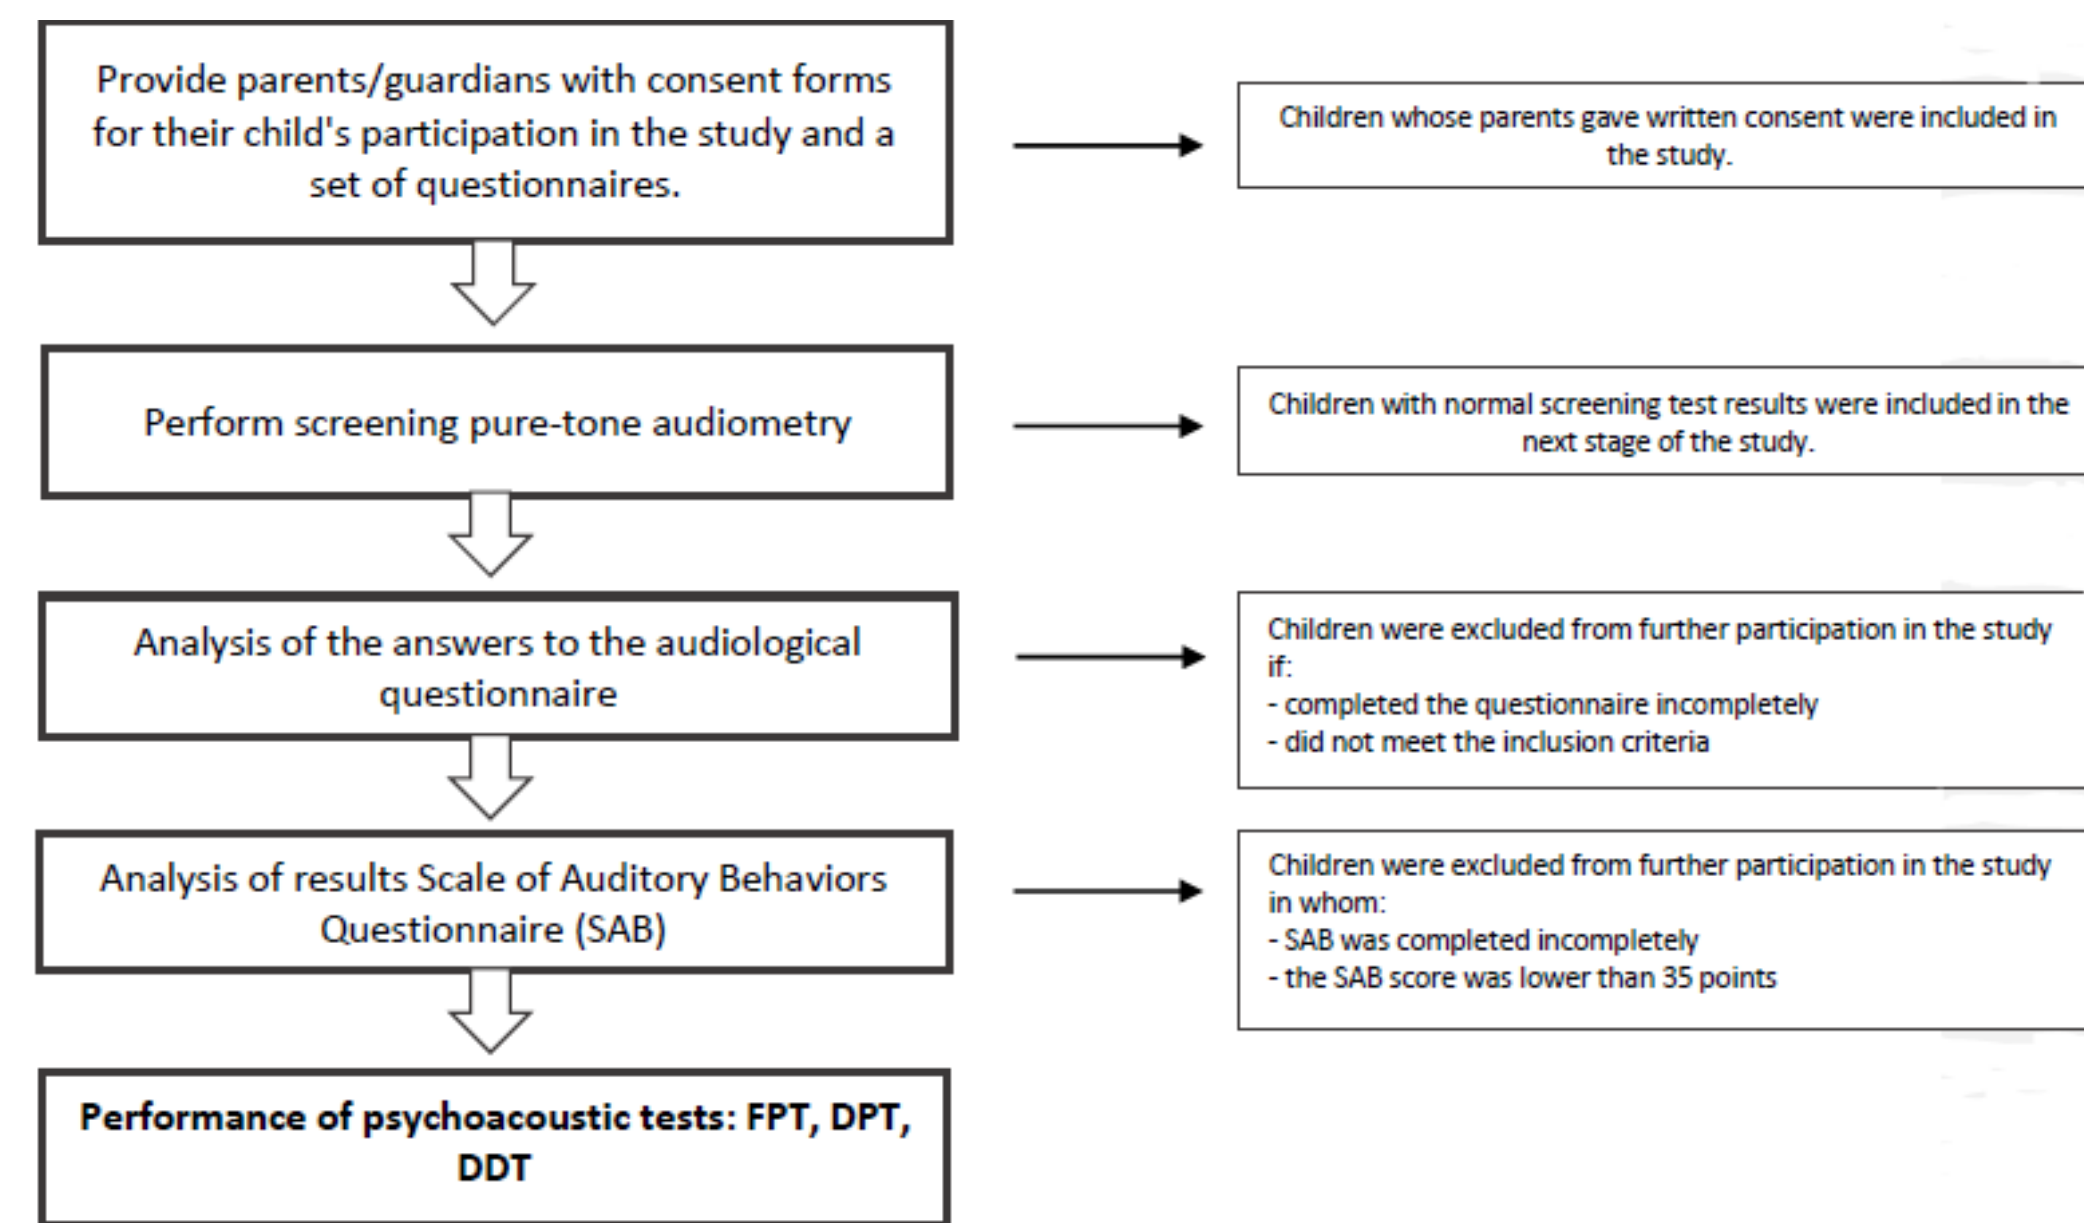 Provide parents/guardians with consent forms
for their child's participation in the study and a
set of questionnaires.
Children whose parents gave written consent were included in
the study.
Perform screening pure-tone audiometry
Children with normal screening test results were included in the
next stage of the study.
Analysis of the answers to the audiological
questionnaire
Children were excluded from further participation in the study
if:
- completed the questionnaire incompletely
- did not meet the inclusion criteria
Analysis of results Scale of Auditory Behaviors
Questionnaire (SAB)
Children were excluded from further participation in the study
in whom:
- SAB was completed incompletely
- the SAB score was lower than 35 points
Performance of psychoacoustic tests: FPT, DPT,
DDT